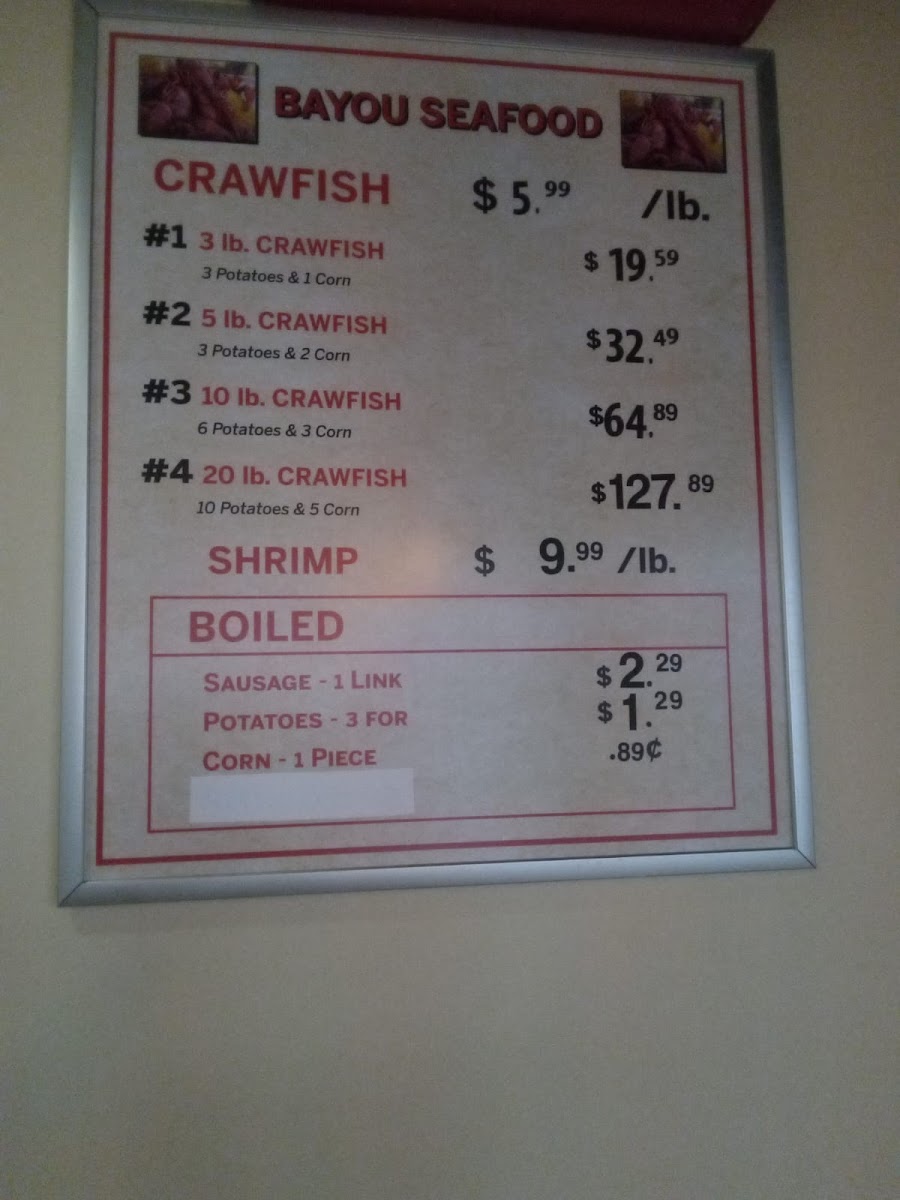 BAYOU SEAFOOD
CRAWFISH $ 5.99 /lb.
#1 3 lb. CRAWFISH $ 19.59
3 Potatoes & 1 Corn
#2 5 lb. CRAWFISH $32.49
3 Potatoes & 2 Corn
#3 10 lb. CRAWFISH $64.89
6 Potatoes & 3 Corn
#4 20 lb. CRAWFISH $127.89
10 Potatoes & 5 Corn
SHRIMP $ 9.99 /lb.
BOILED
SAUSAGE - 1 LINK $ 2.29
POTATOES - 3 FOR $ 1.29
CORN - 1 PIECE .89¢